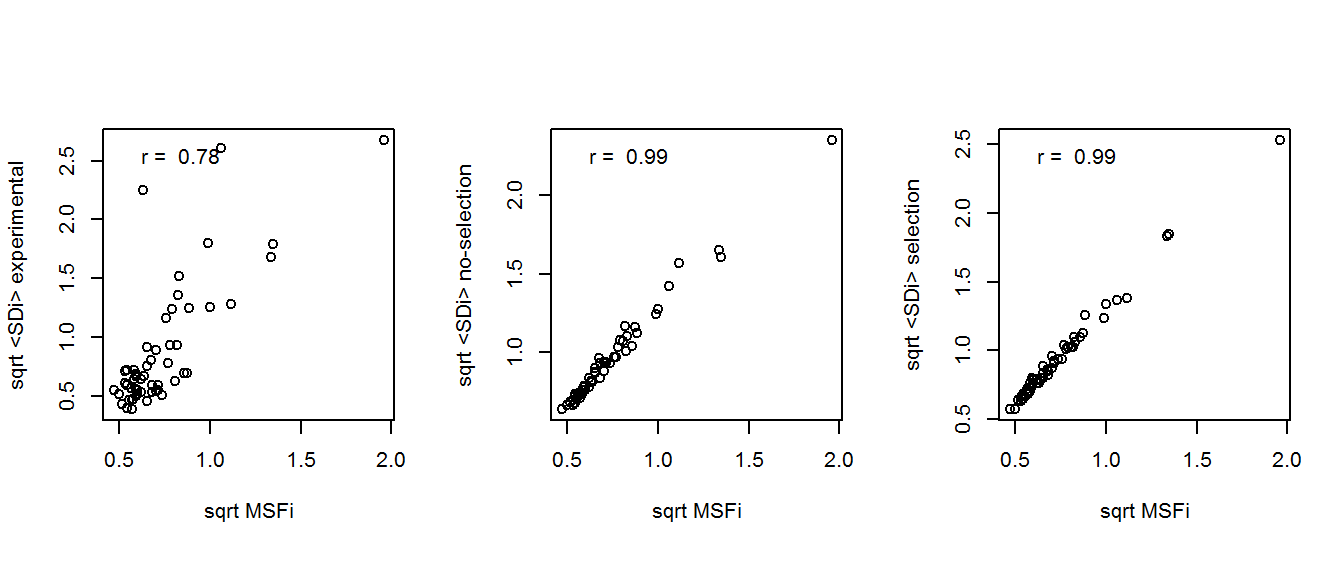 sqrt <SDi> experimental
2.5
2.0
1.5
1.0
0.5
r = 0.78
0.5 1.0 1.5 2.0
sqrt MSFi
sqrt <SDi> no-selection
2.0
1.5
1.0
r = 0.99
0.5 1.0 1.5 2.0
sqrt MSFi
sqrt <SDi> selection
2.5
2.0
1.5
1.0
0.5
r = 0.99
0.5 1.0 1.5 2.0
sqrt MSFi